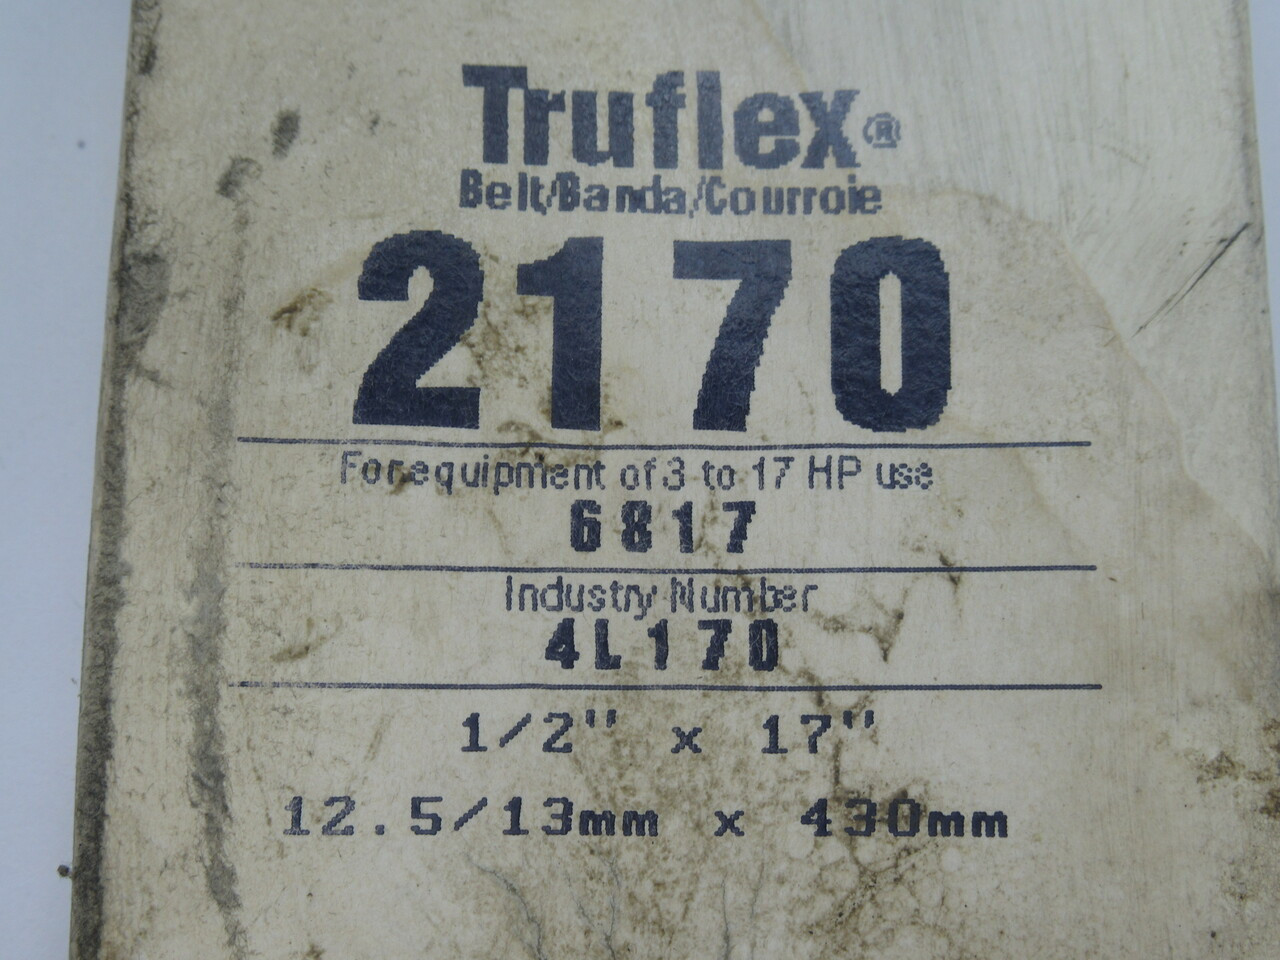 Truflex®
Belt/Banda/Courroie
2170
For equipment of 3 to 17 HP use
6817
Industry Number
4L170
1/2" x 17"
12.5/13mm x 430mm